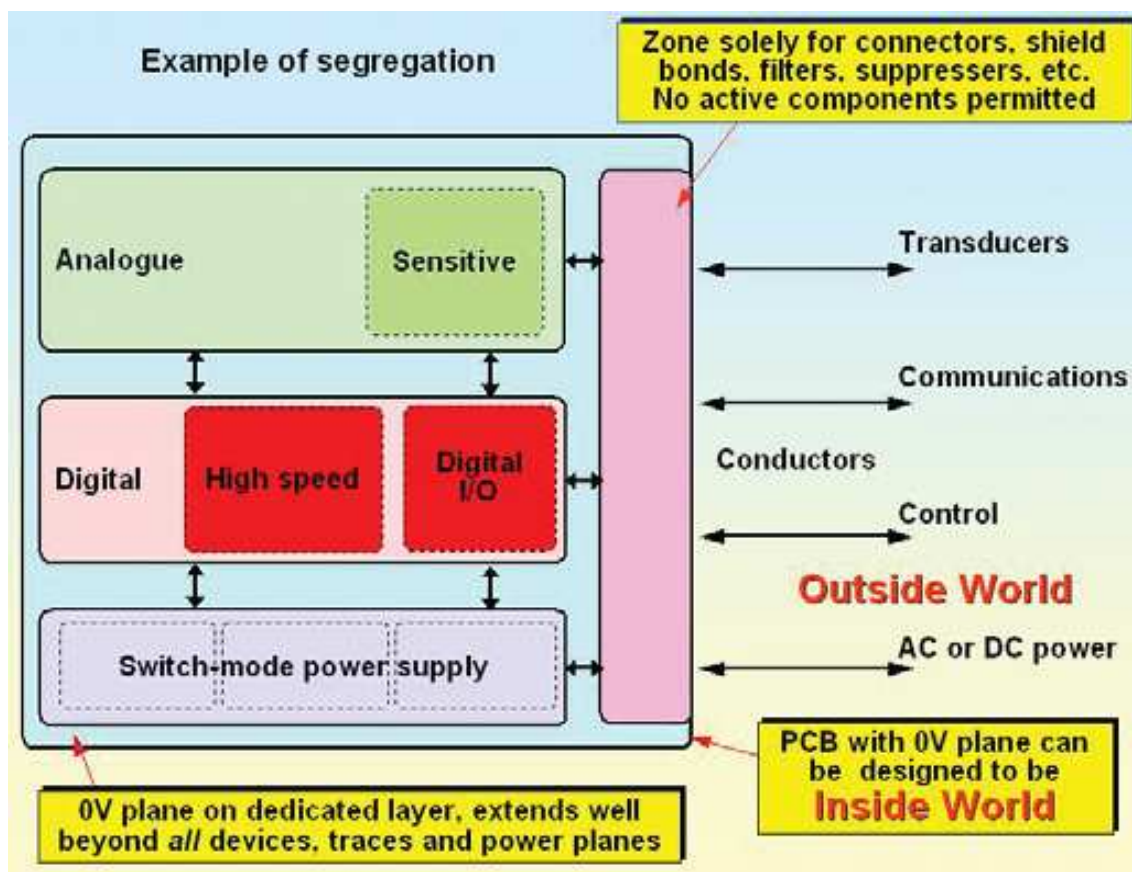 Example of segregation
Zone solely for connectors, shield
bonds, filters, suppressers, etc.
No active components permitted
Analogue
Sensitive
Transducers
Communications
Digital
High speed
Digital
I/O
Conductors
Control
Outside World
Switch-mode power supply
AC or DC power
PCB with 0V plane can
be designed to be
Inside World
0V plane on dedicated layer, extends well
beyond all devices, traces and power planes